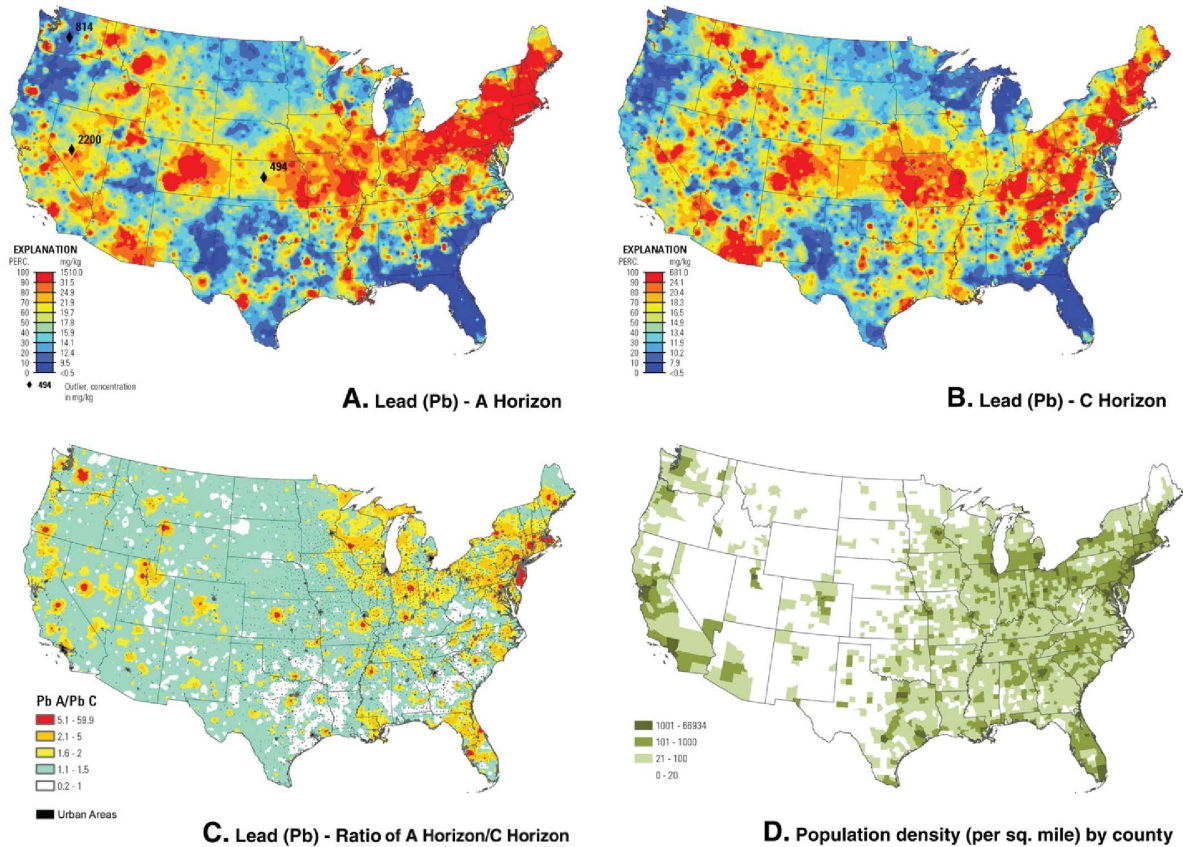 814
2200
494
EXPLANATION
PERC. mg/kg
100 1510.0
90 31.5
80 24.9
70 21.9
60 19.7
50 17.8
40 15.9
30 14.1
20 12.4
10 9.5
0 <0.5
494 Outlier, concentration
in mg/kg
A. Lead (Pb) - A Horizon
EXPLANATION
PERC. mg/kg
100 681.0
90 24.1
80 20.4
70 18.3
60 16.5
50 14.9
40 13.4
30 11.9
20 10.2
10 7.9
0 <0.5
B. Lead (Pb) - C Horizon
Pb A/Pb C
5.1 - 59.9
2.1 - 5
1.6 - 2
1.1 - 1.5
0.2 - 1
Urban Areas
C. Lead (Pb) - Ratio of A Horizon/C Horizon
1001 - 66934
101 - 1000
21 - 100
0 - 20
D. Population density (per sq. mile) by county